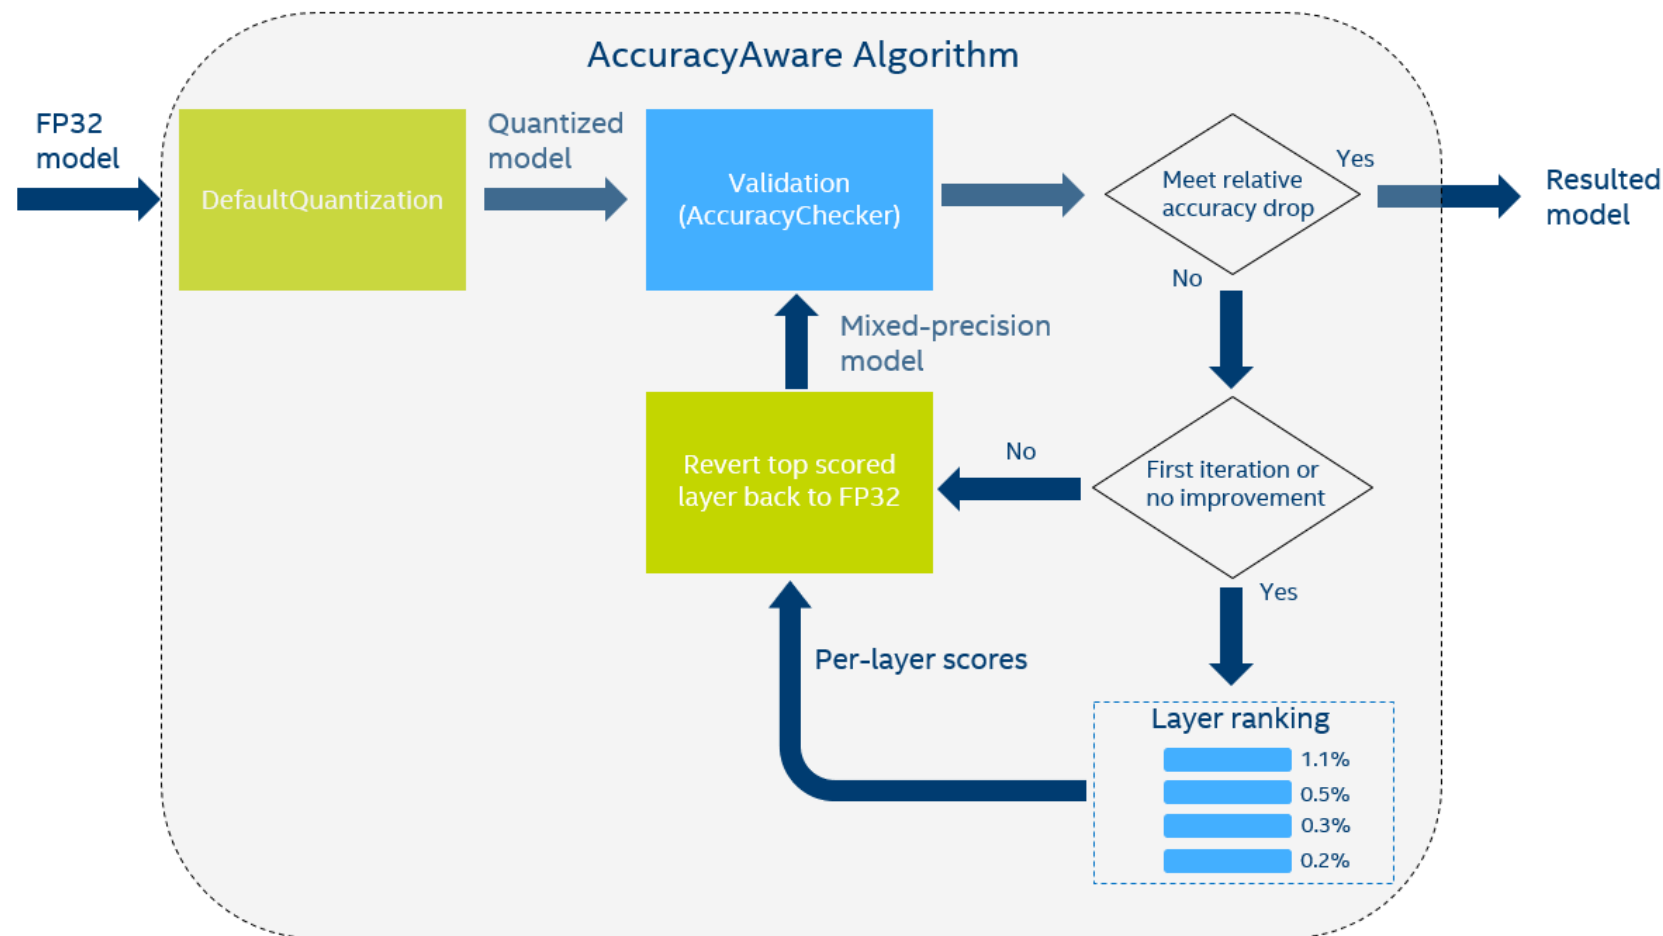 AccuracyAware Algorithm
FP32
model
DefaultQuantization
Quantized
model
Validation
(AccuracyChecker)
Meet relative
accuracy drop
Yes
Resulted
model
No
Mixed-precision
model
First iteration or
no improvement
No
Revert top scored
layer back to FP32
Yes
Per-layer scores
Layer ranking
1.1%
0.5%
0.3%
0.2%